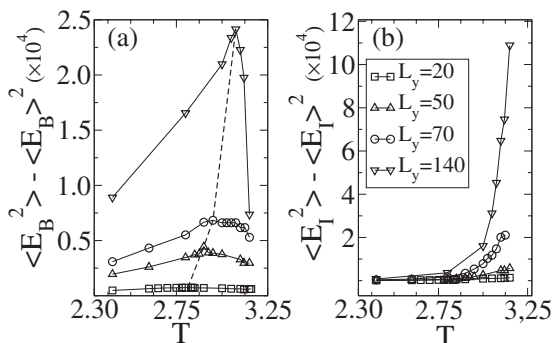 (a)
<E_B^2> - <E_B>^2 (×10^4)
2.5
2.0
1.5
1.0
0.5
0
2.30 2.75 3.25
T
(b)
<E_I^2> - <E_I>^2 (×10^4)
12
10
8
6
4
2
L_y=20
L_y=50
L_y=70
L_y=140
2.30 2.75 3,25
T